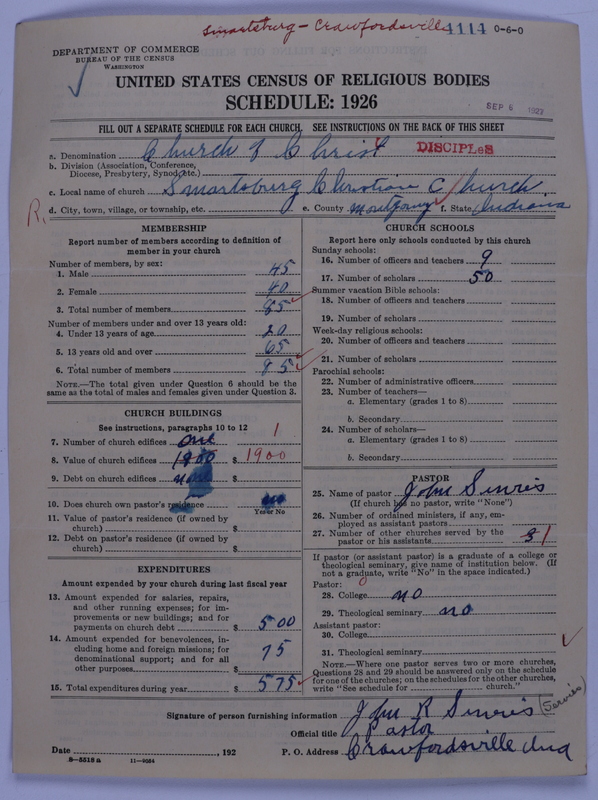 Smartsburg - Crawfordsville 4114 0-6-0
DEPARTMENT OF COMMERCE
BUREAU OF THE CENSUS
WASHINGTON
UNITED STATES CENSUS OF RELIGIOUS BODIES
SCHEDULE: 1926
SEP 6 1927
FILL OUT A SEPARATE SCHEDULE FOR EACH CHURCH. SEE INSTRUCTIONS ON THE BACK OF THIS SHEET
a. Denomination Church of Christ DISCIPLES
b. Division (Association, Conference,
Diocese, Presbytery, Synod, etc.)
c. Local name of church Smartsburg Christian Church
R. d. City, town, village, or township, etc. e. County Montgomery f. State Indiana
MEMBERSHIP
Report number of members according to definition of
member in your church
Number of members, by sex:
1. Male 45
2. Female 40
3. Total number of members 85
Number of members under and over 13 years old:
4. Under 13 years of age 20
5. 13 years old and over 65
6. Total number of members 85
NOTE.—The total given under Question 6 should be the
same as the total of males and females given under Question 3.
CHURCH BUILDINGS
See instructions, paragraphs 10 to 12
7. Number of church edifices one 1
8. Value of church edifices 1900 $ 1900
9. Debt on church edifices none $
10. Does church own pastor's residence no
Yes or No
11. Value of pastor's residence (if owned by
church) $
12. Debt on pastor's residence (if owned by
church) $
EXPENDITURES
Amount expended by your church during last fiscal year
13. Amount expended for salaries, repairs,
and other running expenses; for im-
provements or new buildings; and for
payments on church debt $ 500
14. Amount expended for benevolences, in-
cluding home and foreign missions; for
denominational support; and for all
other purposes $ 75
15. Total expenditures during year $ 575
CHURCH SCHOOLS
Report here only schools conducted by this church
Sunday schools:
16. Number of officers and teachers 9
17. Number of scholars 50
Summer vacation Bible schools:
18. Number of officers and teachers
19. Number of scholars
Week-day religious schools:
20. Number of officers and teachers
21. Number of scholars
Parochial schools:
22. Number of administrative officers
23. Number of teachers—
a. Elementary (grades 1 to 8)
b. Secondary
24. Number of scholars—
a. Elementary (grades 1 to 8)
b. Secondary
PASTOR
25. Name of pastor John Servies
(If church has no pastor, write "None")
26. Number of ordained ministers, if any, em-
ployed as assistant pastors
27. Number of other churches served by the
pastor or his assistants 3 1
If pastor (or assistant pastor) is a graduate of a college or
theological seminary, give name of institution below. (If
not a graduate, write "No" in the space indicated.)
Pastor: 0
28. College no
29. Theological seminary no
Assistant pastor:
30. College
31. Theological seminary
NOTE.—Where one pastor serves two or more churches,
Questions 28 and 29 should be answered only on the schedule
for one of the churches; on the schedules for the other churches,
write "See schedule for church."
Signature of person furnishing information John R Servies (Servies)
Official title Pastor
Date , 192 P. O. Address Crawfordsville Ind
8-5518 a 11-9034